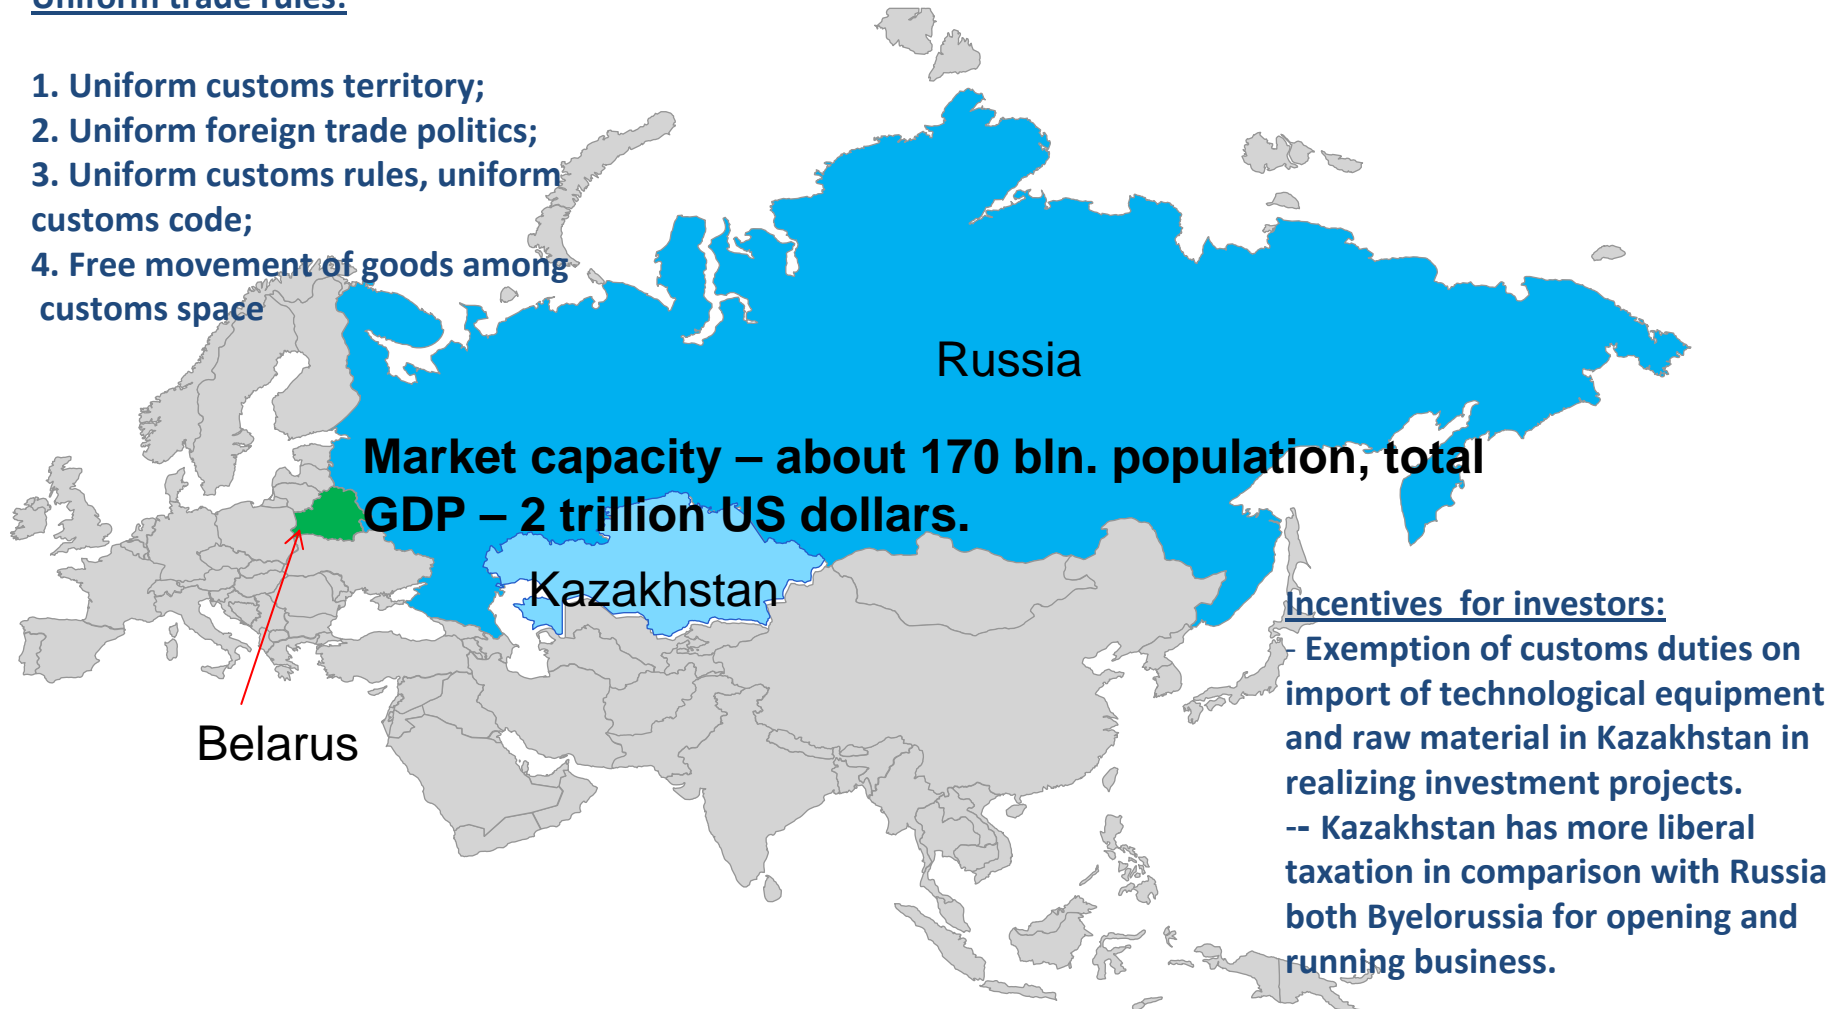 Uniform trade rules:
1. Uniform customs territory;
2. Uniform foreign trade politics;
3. Uniform customs rules, uniform
customs code;
4. Free movement of goods among
customs space
Russia
Market capacity – about 170 bln. population, total
GDP – 2 trillion US dollars.
Kazakhstan
Belarus
Incentives for investors:
- Exemption of customs duties on
import of technological equipment
and raw material in Kazakhstan in
realizing investment projects.
-- Kazakhstan has more liberal
taxation in comparison with Russia
both Byelorussia for opening and
running business.